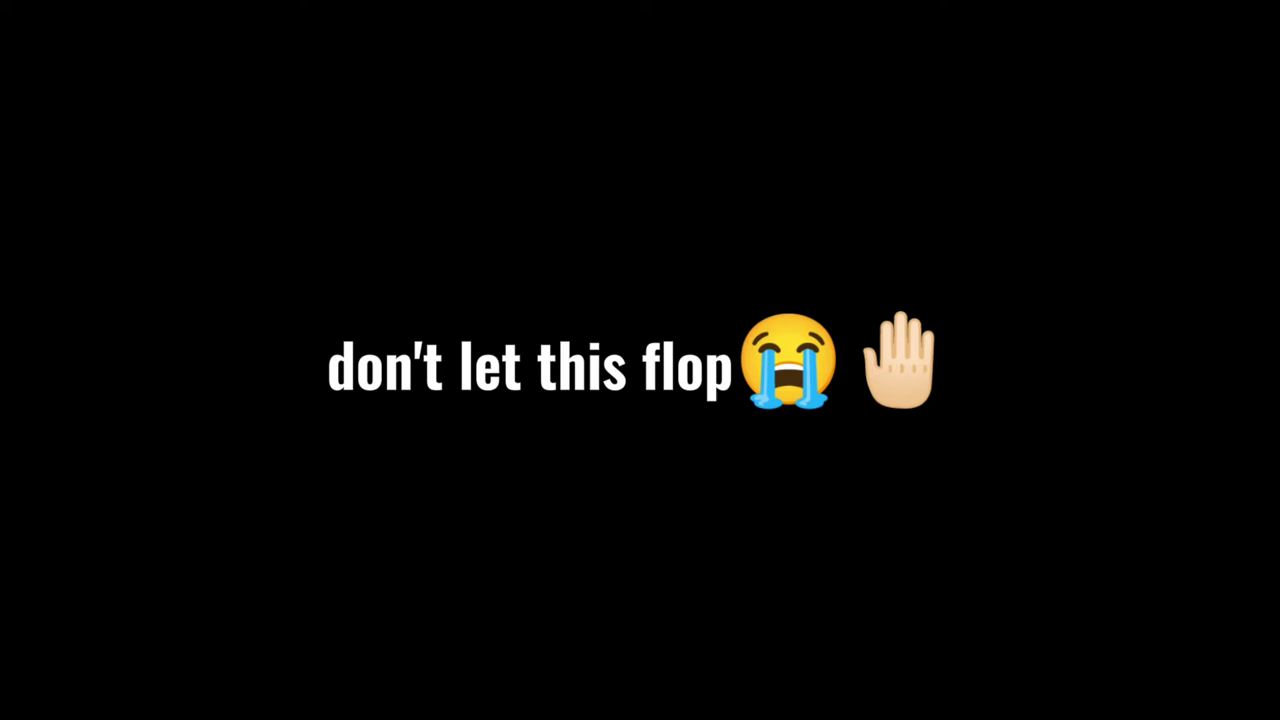 don't let this flop😭🤚🏻